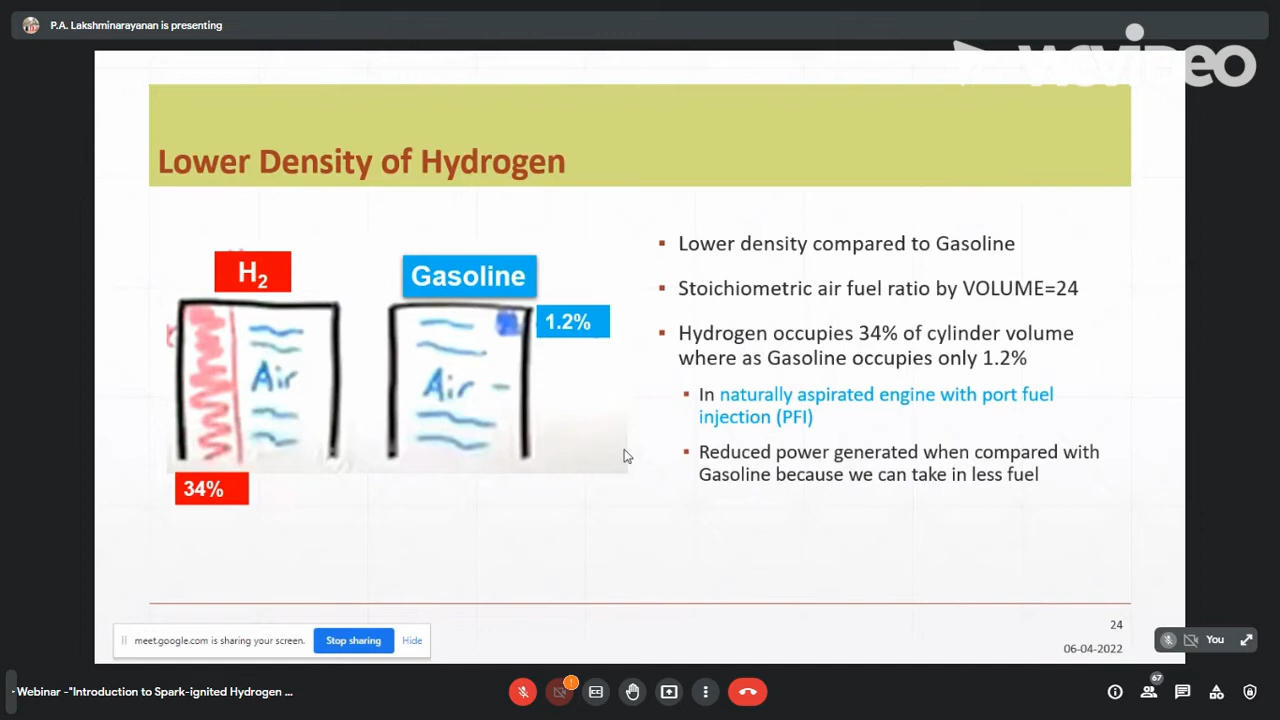 P.A. Lakshminarayanan is presenting
Lower Density of Hydrogen
H2
Gasoline
1.2%
Air
Air
34%
▪ Lower density compared to Gasoline
▪ Stoichiometric air fuel ratio by VOLUME=24
▪ Hydrogen occupies 34% of cylinder volume
where as Gasoline occupies only 1.2%
▪ In naturally aspirated engine with port fuel
injection (PFI)
▪ Reduced power generated when compared with
Gasoline because we can take in less fuel
24
06-04-2022
meet.google.com is sharing your screen.
Stop sharing
Hide
You
Webinar -"Introduction to Spark-ignited Hydrogen ...
67